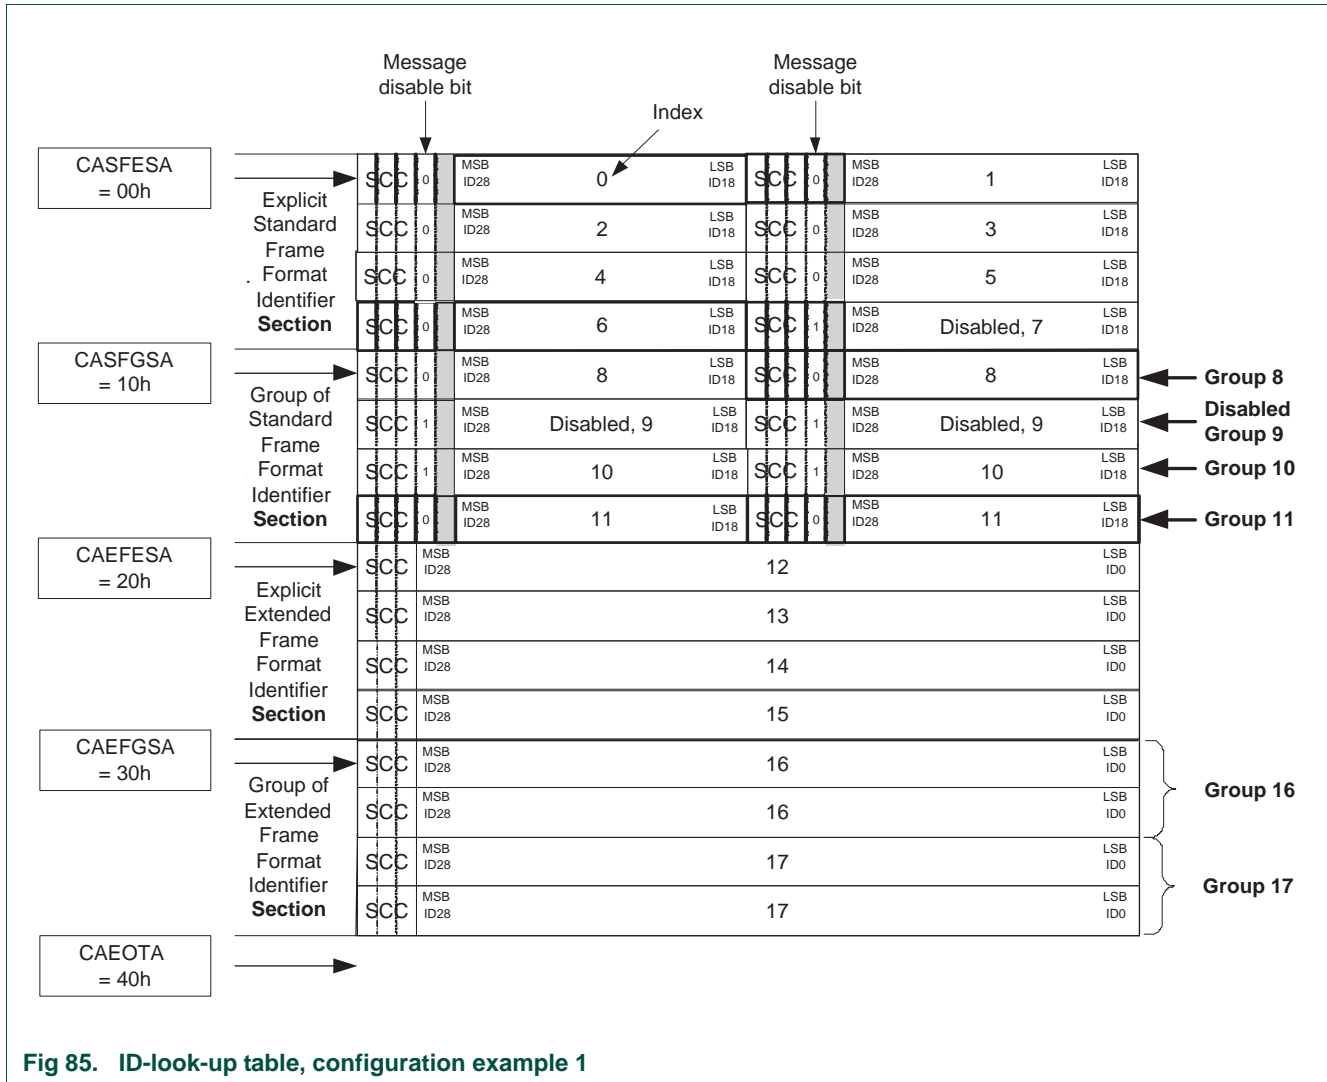 Message
disable bit
Message
disable bit
Index
CASFESA
= 00h
Explicit
Standard
Frame
. Format
Identifier
Section
SCC 0 MSB ID28 0 LSB ID18 SCC 0 MSB ID28 1 LSB ID18
SCC 0 MSB ID28 2 LSB ID18 SCC 0 MSB ID28 3 LSB ID18
SCC 0 MSB ID28 4 LSB ID18 SCC 0 MSB ID28 5 LSB ID18
SCC 0 MSB ID28 6 LSB ID18 SCC 1 MSB ID28 Disabled, 7 LSB ID18
CASFGSA
= 10h
Group of
Standard
Frame
Format
Identifier
Section
SCC 0 MSB ID28 8 LSB ID18 SCC 0 MSB ID28 8 LSB ID18
Group 8
SCC 1 MSB ID28 Disabled, 9 LSB ID18 SCC 1 MSB ID28 Disabled, 9 LSB ID18
Disabled
Group 9
SCC 1 MSB ID28 10 LSB ID18 SCC 1 MSB ID28 10 LSB ID18
Group 10
SCC 0 MSB ID28 11 LSB ID18 SCC 0 MSB ID28 11 LSB ID18
Group 11
CAEFESA
= 20h
Explicit
Extended
Frame
Format
Identifier
Section
SCC MSB ID28 12 LSB ID0
SCC MSB ID28 13 LSB ID0
SCC MSB ID28 14 LSB ID0
SCC MSB ID28 15 LSB ID0
CAEFGSA
= 30h
Group of
Extended
Frame
Format
Identifier
Section
SCC MSB ID28 16 LSB ID0
SCC MSB ID28 16 LSB ID0
Group 16
SCC MSB ID28 17 LSB ID0
SCC MSB ID28 17 LSB ID0
Group 17
CAEOTA
= 40h
Fig 85. ID-look-up table, configuration example 1